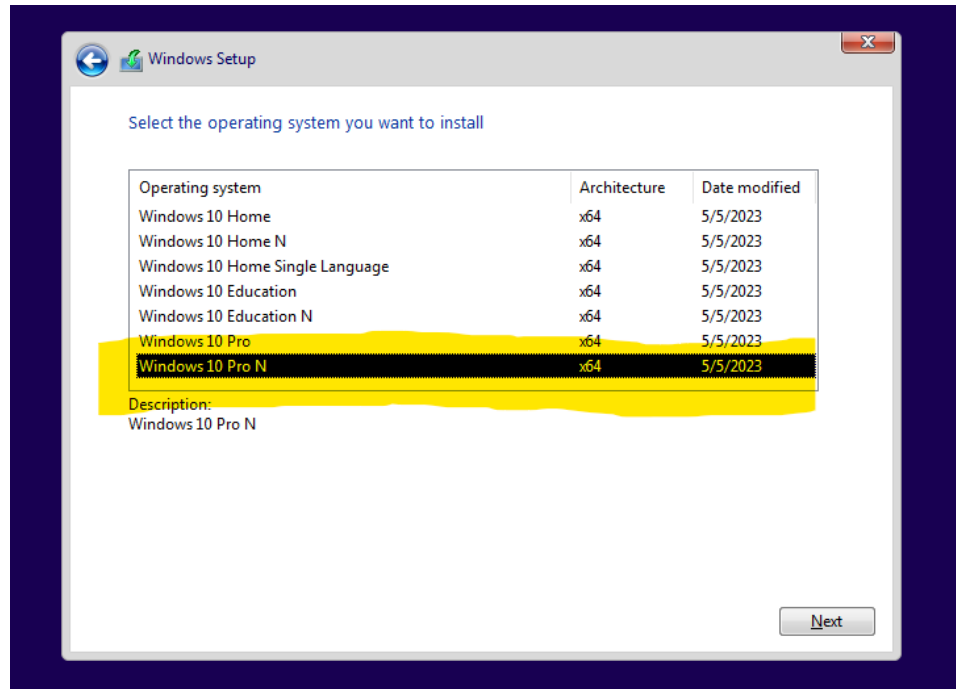 Windows Setup
Select the operating system you want to install
Operating system Architecture Date modified
Windows 10 Home x64 5/5/2023
Windows 10 Home N x64 5/5/2023
Windows 10 Home Single Language x64 5/5/2023
Windows 10 Education x64 5/5/2023
Windows 10 Education N x64 5/5/2023
Windows 10 Pro x64 5/5/2023
Windows 10 Pro N x64 5/5/2023
Description:
Windows 10 Pro N
Next